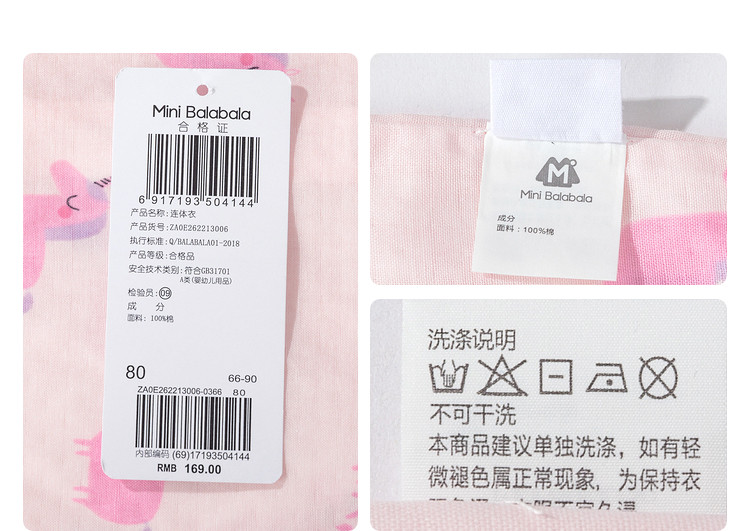 Mini Balabala
合格证
6 917193 504144
产品名称: 连体衣
产品货号: ZA0E262213006
执行标准: Q/BALABALA01-2018
产品等级: 合格品
安全技术类别: 符合GB31701
A类(婴幼儿用品)
检验员: 09
成 分
面料: 100%棉
80 66-90
ZA0E262213006-0366 80
内部编码 (69)17193504144
RMB 169.00
M
Mini Balabala
成分
面料: 100%棉
洗涤说明
不可干洗
本商品建议单独洗涤，如有轻
微褪色属正常现象，为保持衣